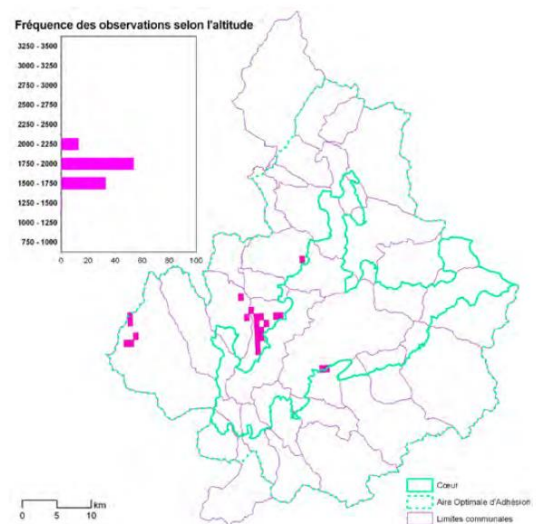 Fréquence des observations selon l'altitude
3250 - 3500
3000 - 3250
2750 - 3000
2500 - 2750
2250 - 2500
2000 - 2250
1750 - 2000
1500 - 1750
1250 - 1500
1000 - 1250
750 - 1000
0 20 40 60 80 100
0 5 10 km
Cœur
Aire Optimale d'Adhésion
Limites communales